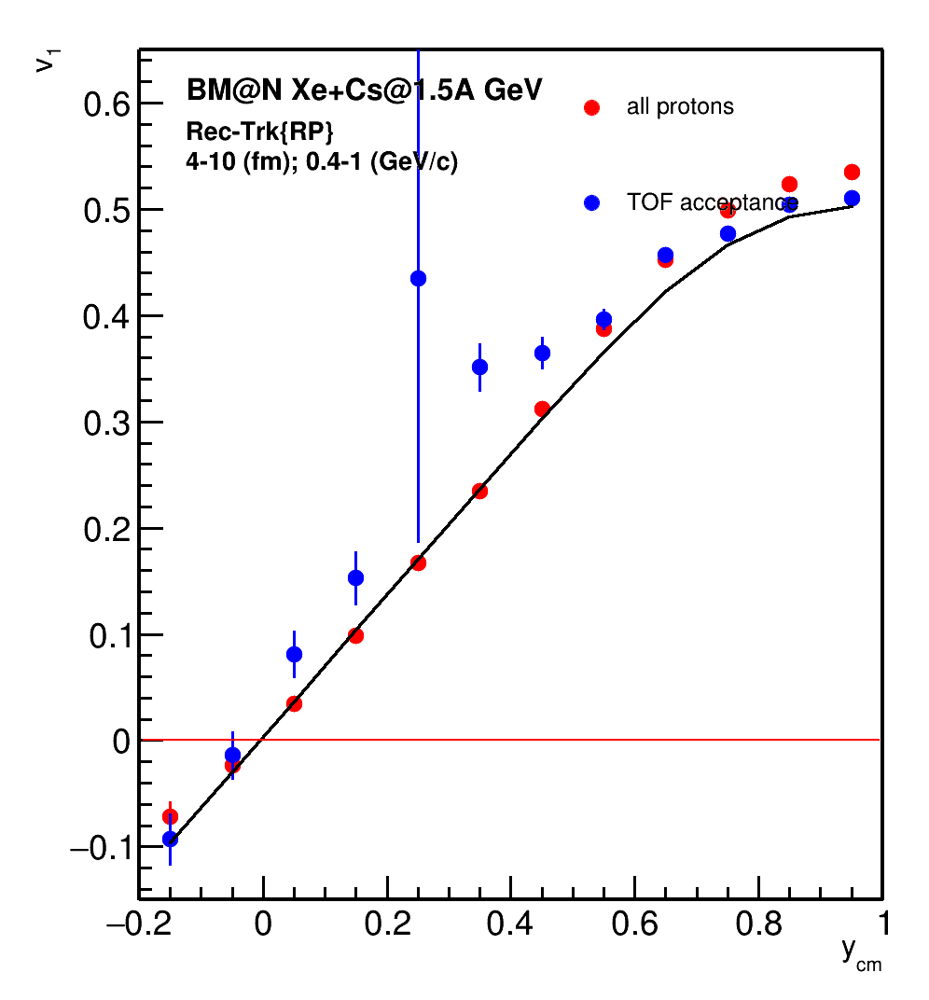 v1
BM@N Xe+Cs@1.5A GeV
Rec-Trk{RP}
4-10 (fm); 0.4-1 (GeV/c)
all protons
TOF acceptance
0.6
0.5
0.4
0.3
0.2
0.1
0
−0.1
−0.2 0 0.2 0.4 0.6 0.8 1
ycm